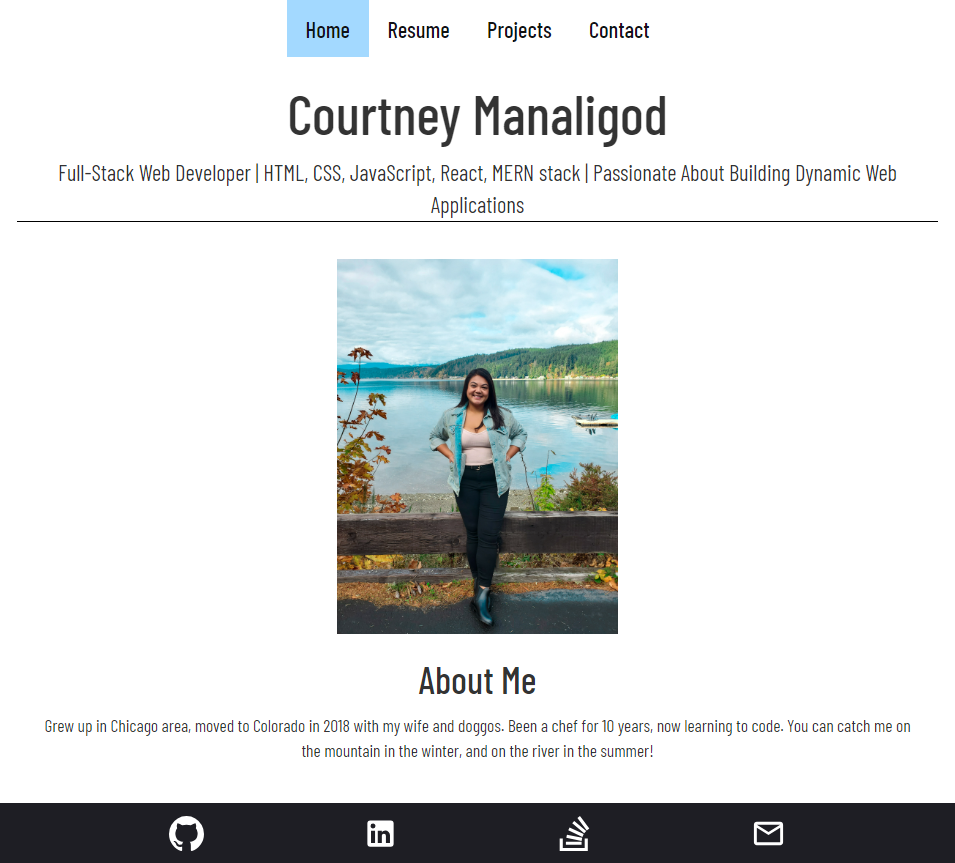 Home Resume Projects Contact
Courtney Manaligod
Full-Stack Web Developer | HTML, CSS, JavaScript, React, MERN stack | Passionate About Building Dynamic Web
Applications
About Me
Grew up in Chicago area, moved to Colorado in 2018 with my wife and doggos. Been a chef for 10 years, now learning to code. You can catch me on
the mountain in the winter, and on the river in the summer!
in